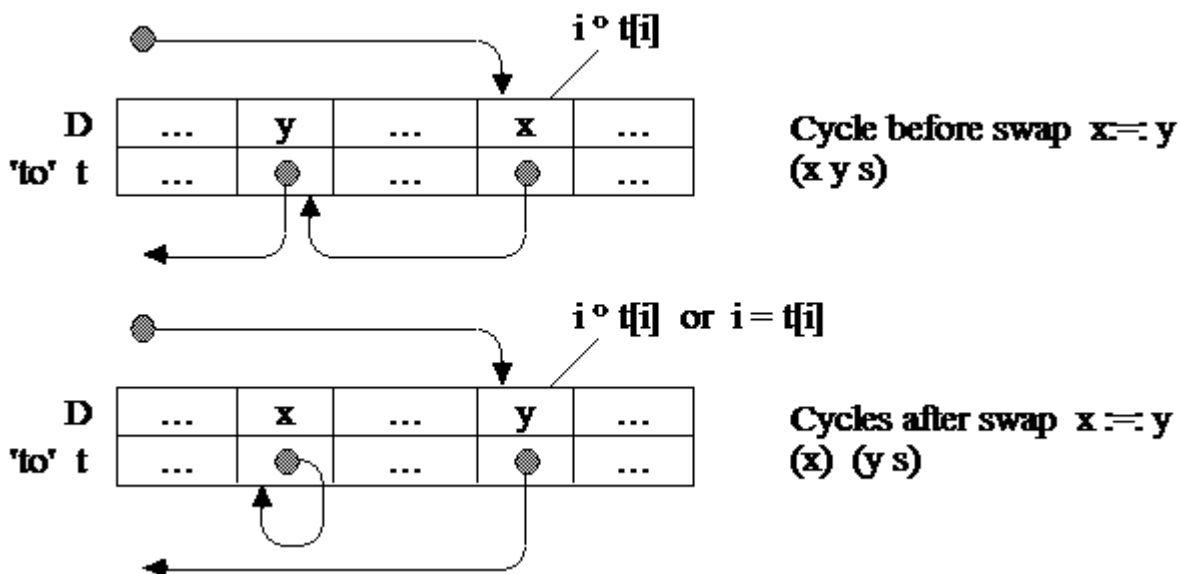 i º t[i]
D ... y ... x ...
'to' t ... ...  ...
Cycle before swap x:=: y
(x y s)
i º t[i] or i = t[i]
D ... x ... y ...
'to' t ... ... ...
Cycles after swap x :=: y
(x) (y s)